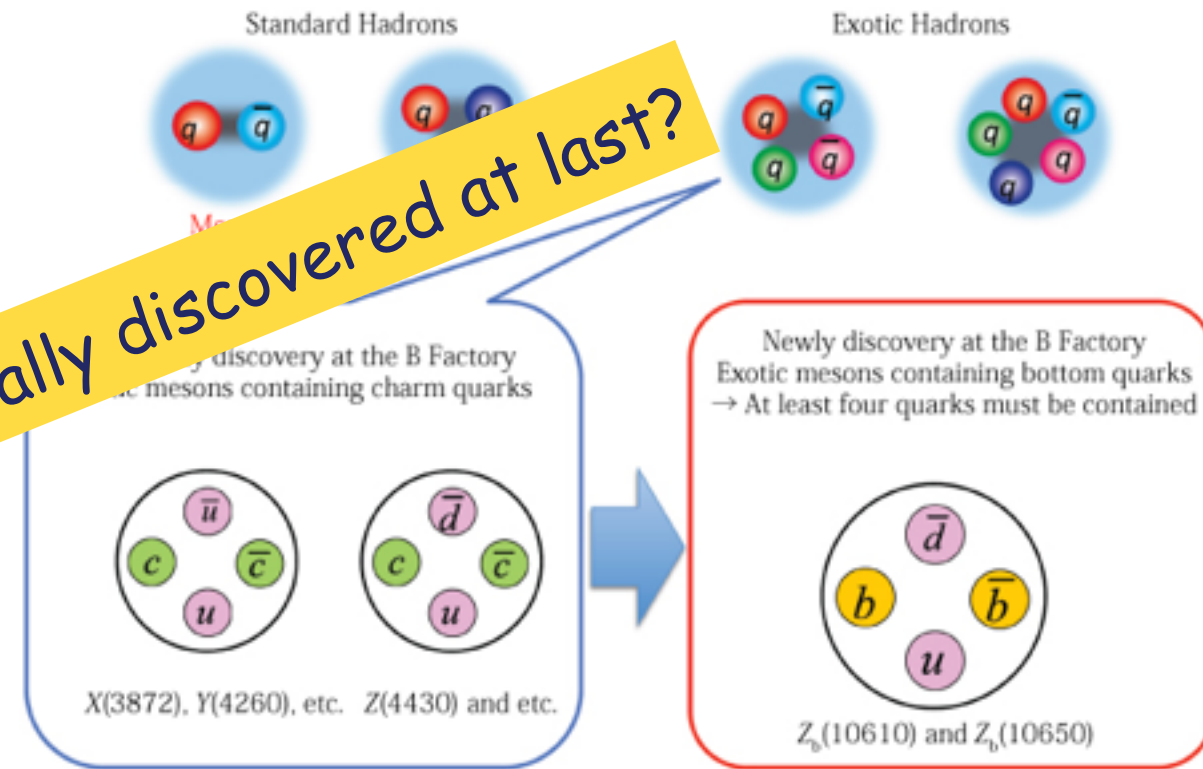 Standard Hadrons
Exotic Hadrons
q q̅
q
q q̅ q q̅
q q q̅ q q
discovered at last?
discovery at the B Factory
mesons containing charm quarks
u̅
c c̅
u
d̅
c c̅
u
X(3872), Y(4260), etc. Z(4430) and etc.
Newly discovery at the B Factory
Exotic mesons containing bottom quarks
→ At least four quarks must be contained
d̅
b b̅
u
Z_b(10610) and Z_b(10650)